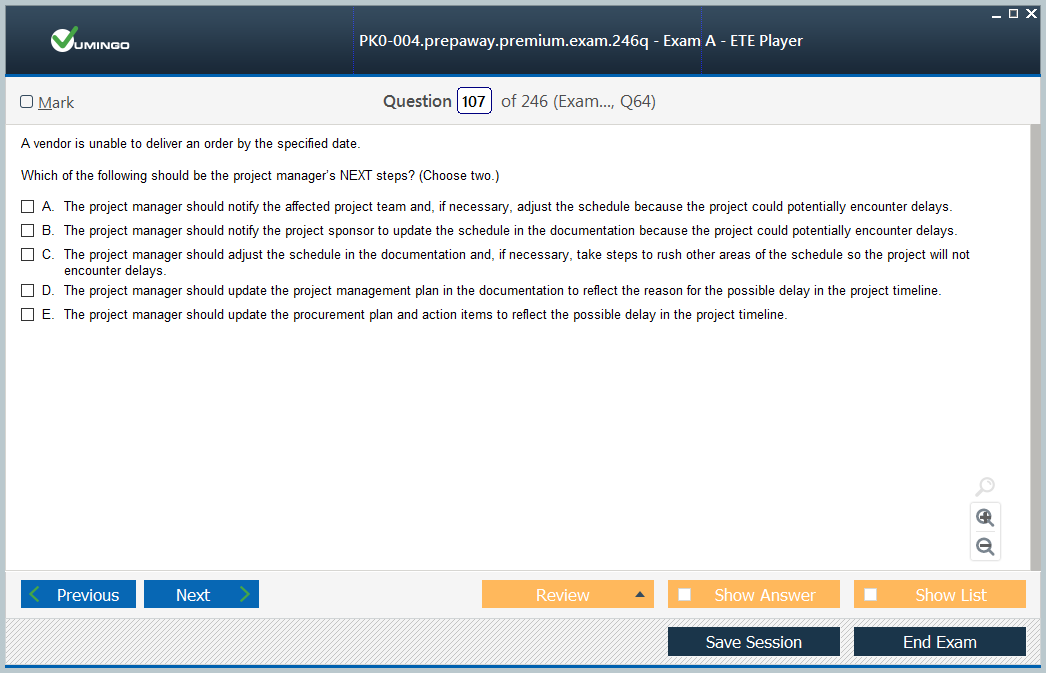 PK0-004.prepaway.premium.exam.246q - Exam A - ETE Player
VUMINGO
Mark
Question 107 of 246 (Exam..., Q64)
A vendor is unable to deliver an order by the specified date.
Which of the following should be the project manager's NEXT steps? (Choose two.)
A. The project manager should notify the affected project team and, if necessary, adjust the schedule because the project could potentially encounter delays.
B. The project manager should notify the project sponsor to update the schedule in the documentation because the project could potentially encounter delays.
C. The project manager should adjust the schedule in the documentation and, if necessary, take steps to rush other areas of the schedule so the project will not
encounter delays.
D. The project manager should update the project management plan in the documentation to reflect the reason for the possible delay in the project timeline.
E. The project manager should update the procurement plan and action items to reflect the possible delay in the project timeline.
Previous
Next
Review
Show Answer
Show List
Save Session
End Exam